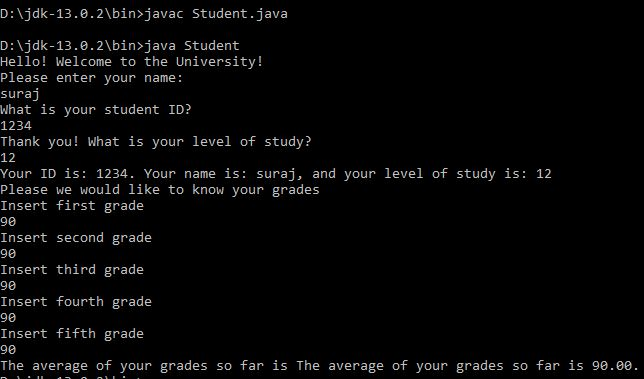 D:\jdk-13.0.2\bin>javac Student.java
D:\jdk-13.0.2\bin>java Student
Hello! Welcome to the University!
Please enter your name:
suraj
What is your student ID?
1234
Thank you! What is your level of study?
12
Your ID is: 1234. Your name is: suraj, and your level of study is: 12
Please we would like to know your grades
Insert first grade
90
Insert second grade
90
Insert third grade
90
Insert fourth grade
90
Insert fifth grade
90
The average of your grades so far is The average of your grades so far is 90.00.